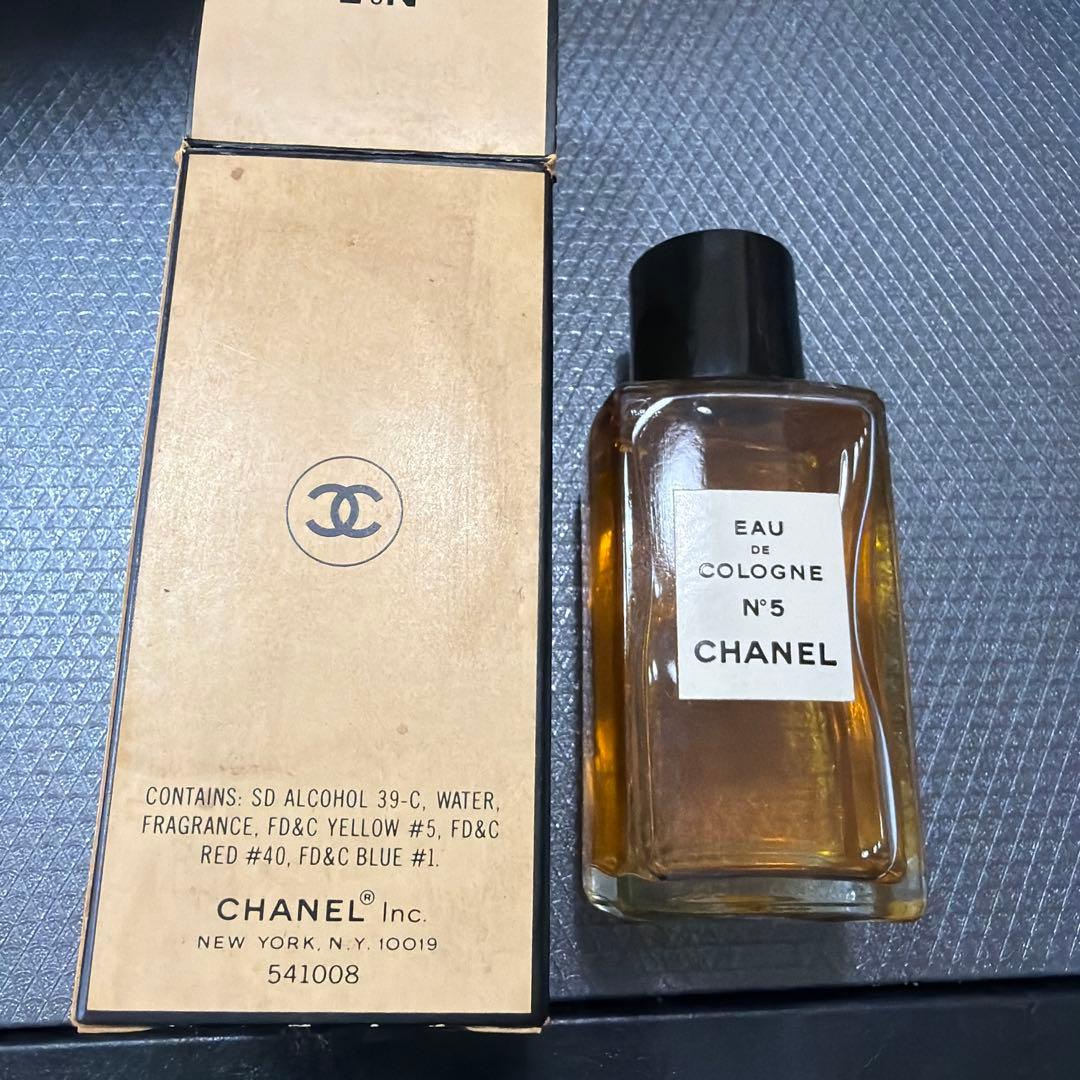 CONTAINS: SD ALCOHOL 39-C, WATER,
FRAGRANCE, FD&C YELLOW #5, FD&C
RED #40, FD&C BLUE #1.
CHANEL® Inc.
NEW YORK, N.Y. 10019
541008
EAU
DE
COLOGNE
N°5
CHANEL